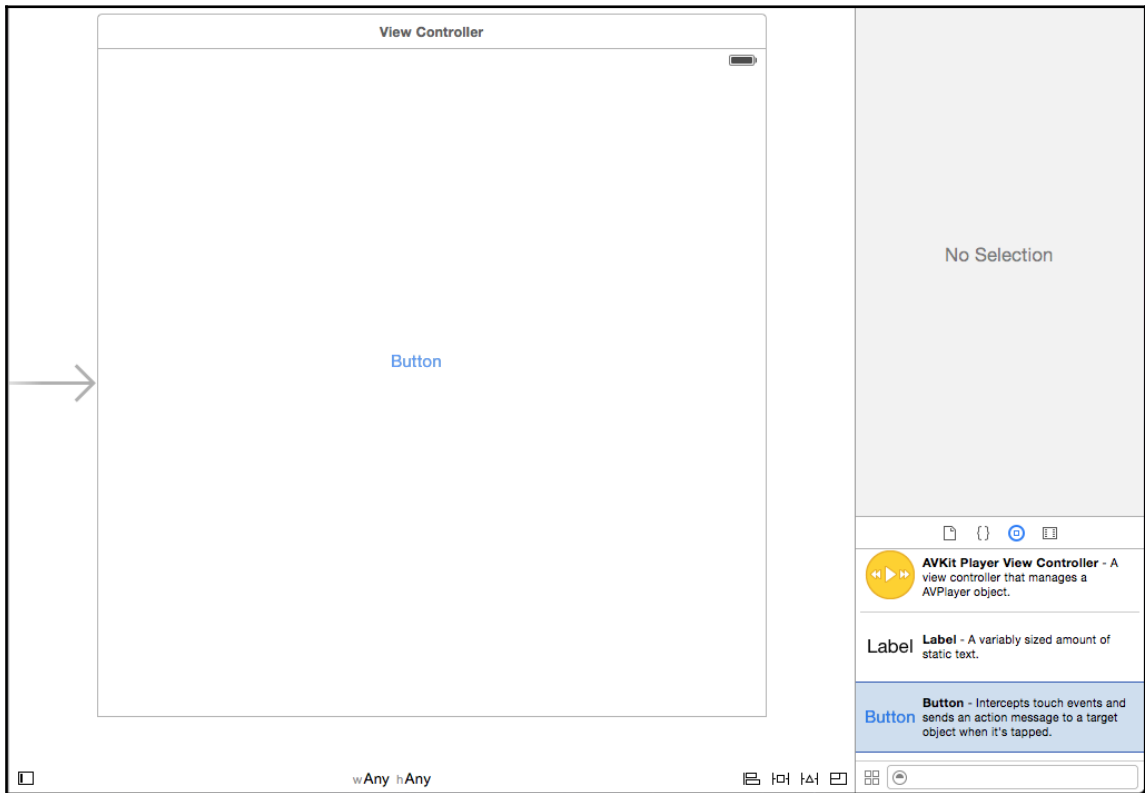 View Controller
Button
No Selection
{}
AVKit Player View Controller - A
view controller that manages a
AVPlayer object.
Label
Label - A variably sized amount of
static text.
Button
Button - Intercepts touch events and
sends an action message to a target
object when it's tapped.
wAny hAny